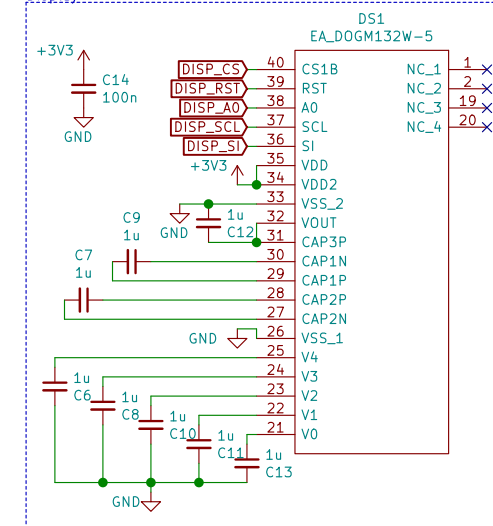 DS1
EA_DOGM132W-5
+3V3
C14
100n
GND
DISP_CS 40 CS1B NC_1 1
DISP_RST 39 RST NC_2 2
DISP_A0 38 A0 NC_3 19
DISP_SCL 37 SCL NC_4 20
DISP_SI 36 SI
+3V3 35 VDD
34 VDD2
33 VSS_2
GND 1u C12 32 VOUT
31 CAP3P
C9
1u
30 CAP1N
29 CAP1P
C7
1u
28 CAP2P
27 CAP2N
GND 26 VSS_1
25 V4
24 V3
23 V2
22 V1
21 V0
1u
C6
1u
C8
1u
C10
1u
C11
1u
C13
GND